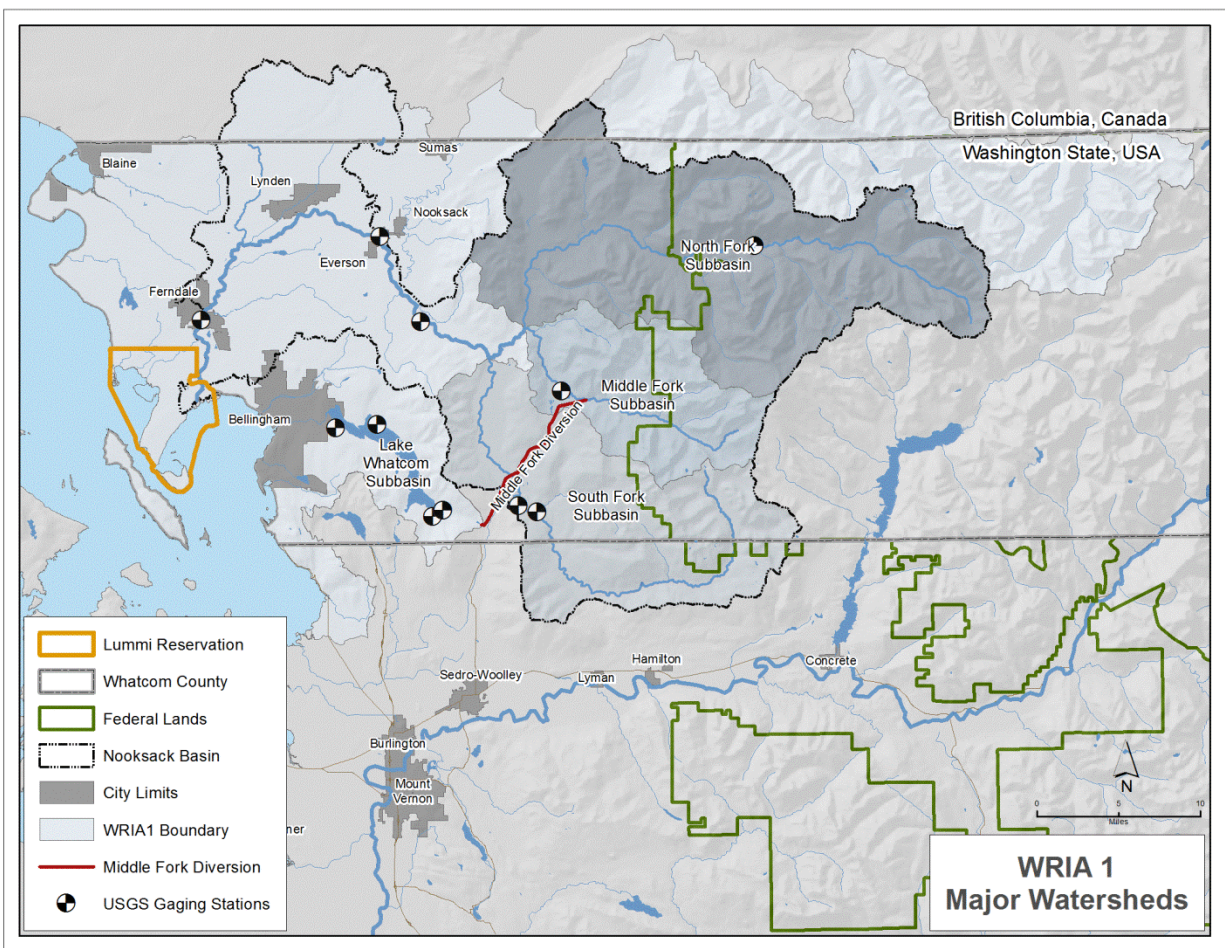 British Columbia, Canada
Washington State, USA
Blaine
Sumas
Lynden
Nooksack
Everson
North Fork
Subbasin
Ferndale
Middle Fork
Subbasin
Bellingham
Lake
Whatcom
Subbasin
Middle Fork Diversion
South Fork
Subbasin
Hamilton
Concrete
Sedro-Woolley
Lyman
Burlington
Mount
Vernon
ner
Lummi Reservation
Whatcom County
Federal Lands
Nooksack Basin
City Limits
WRIA1 Boundary
Middle Fork Diversion
USGS Gaging Stations
N
0 5 10
Miles
WRIA 1
Major Watersheds